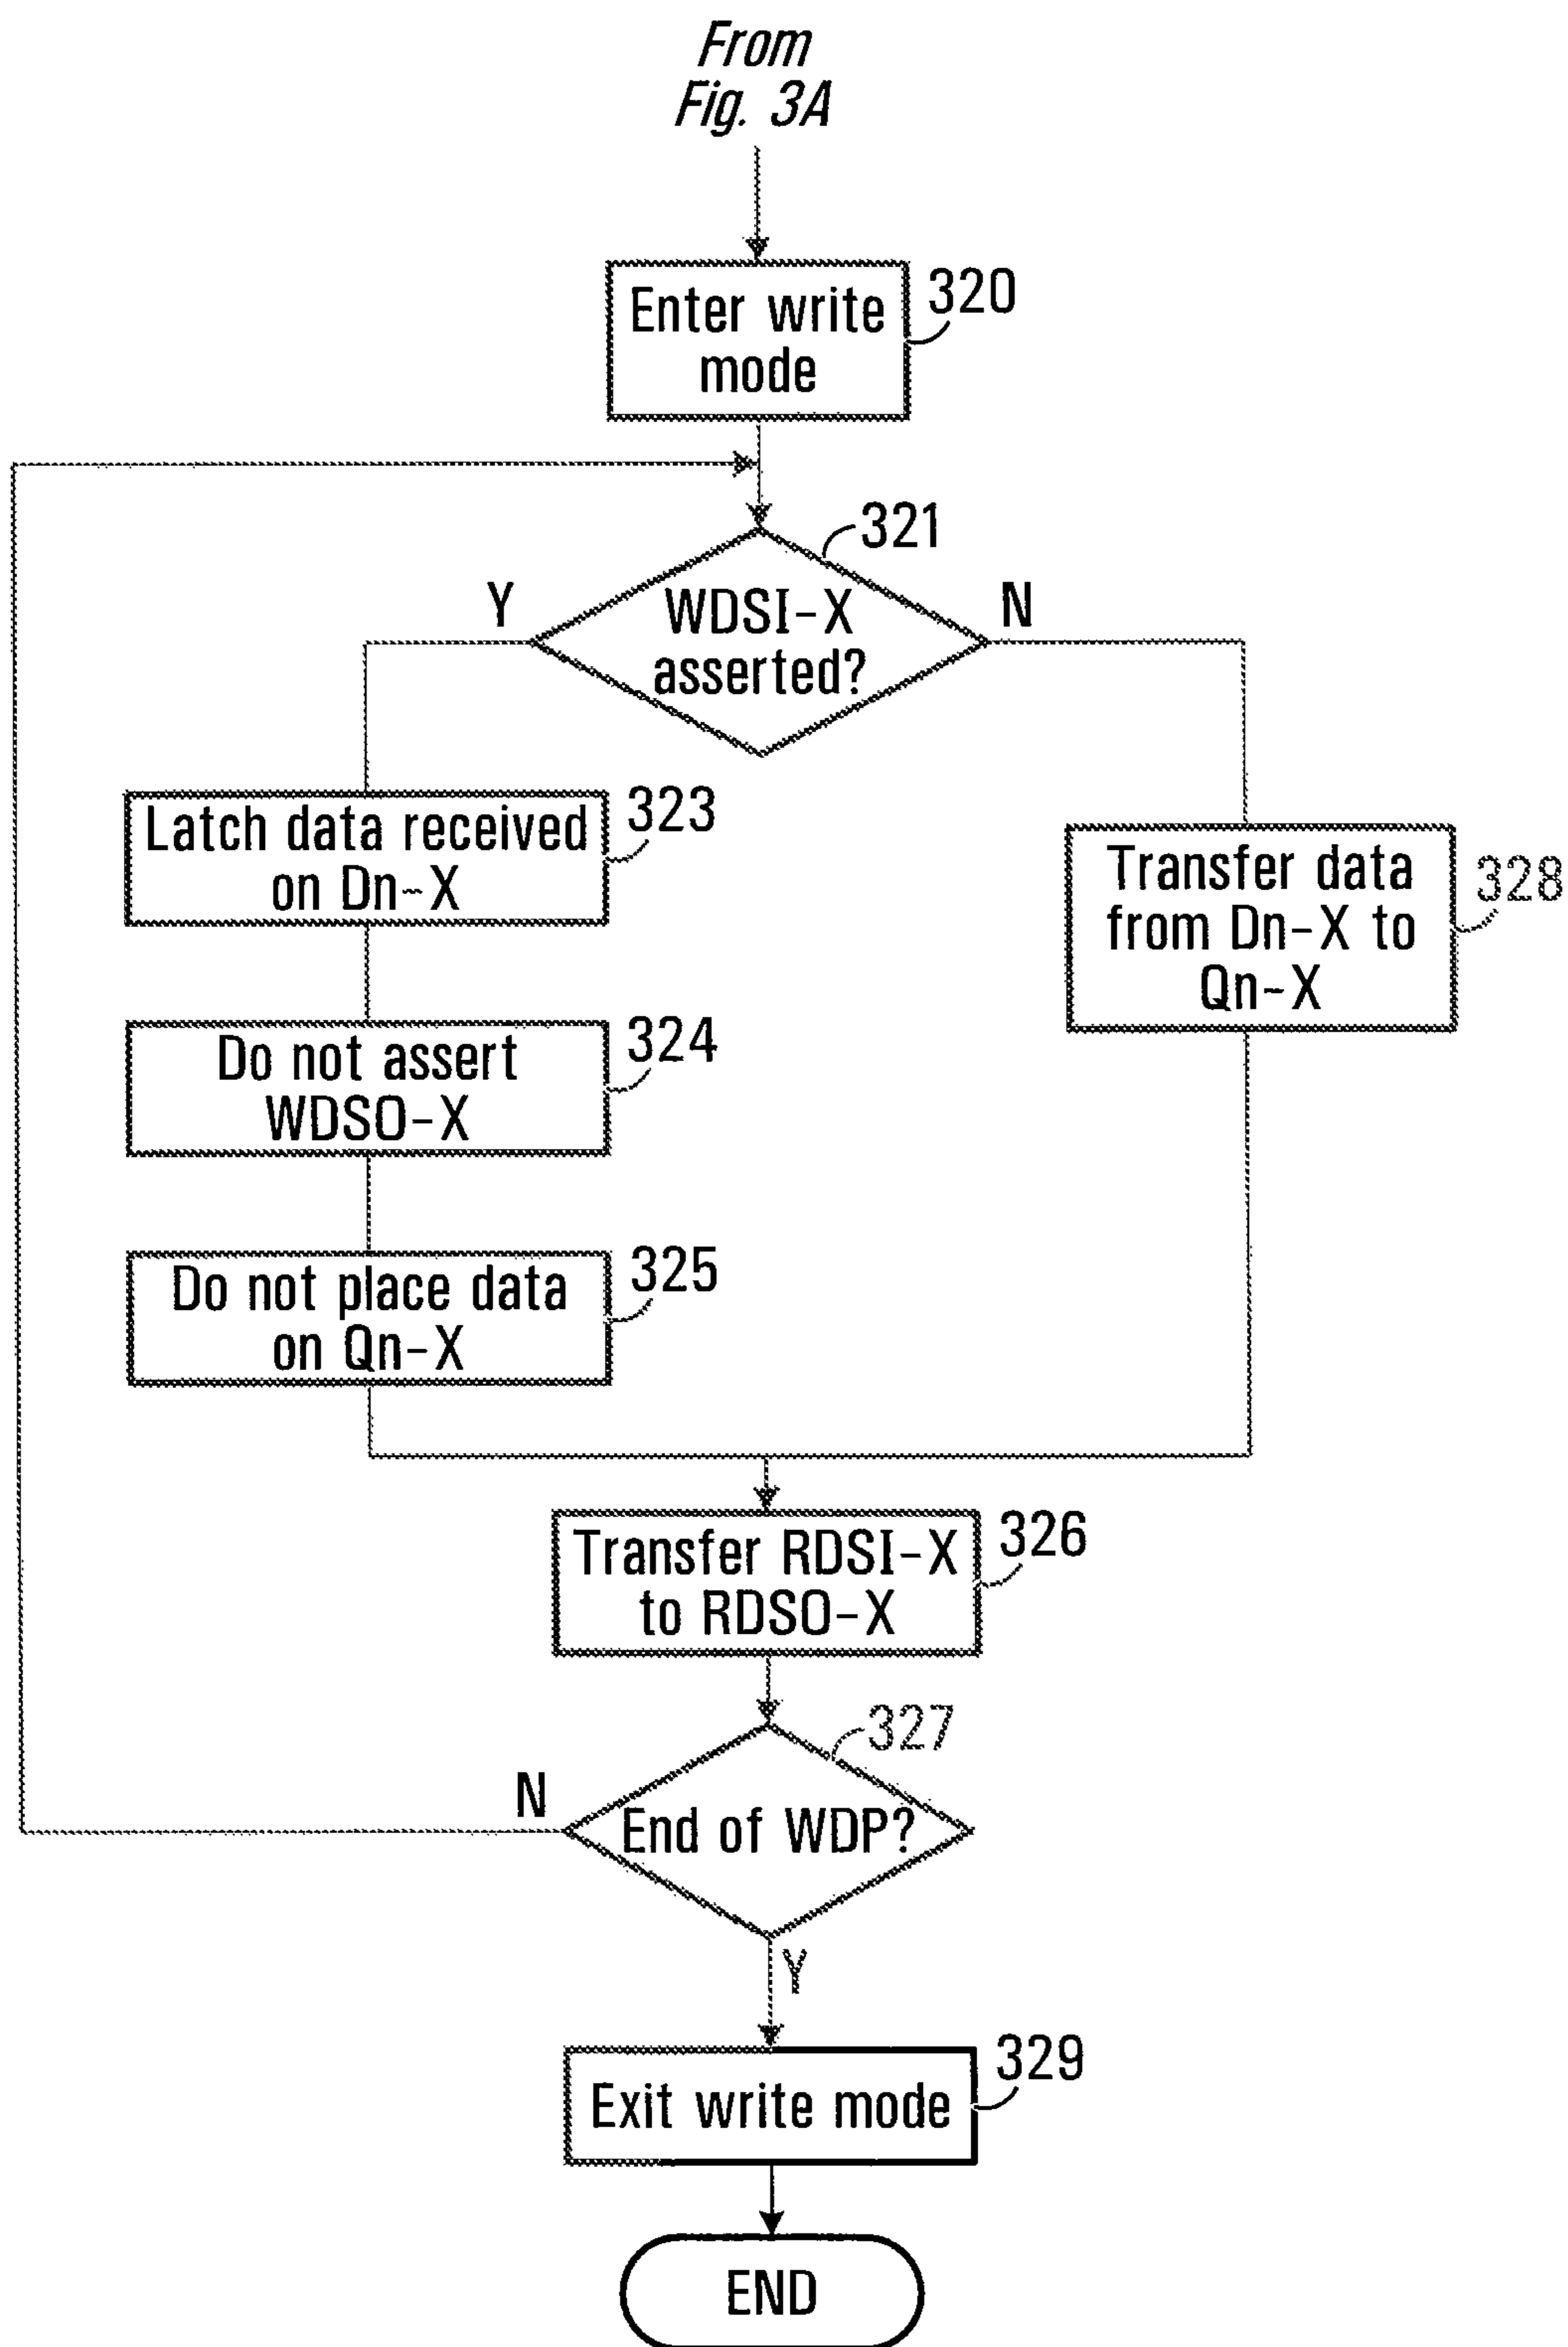 From
Fig. 3A
Enter write
mode
320
321
Y
WDSI-X
asserted?
N
Latch data received
on Dn-X
323
Transfer data
from Dn-X to
Qn-X
328
Do not assert
WDSO-X
324
Do not place data
on Qn-X
325
Transfer RDSI-X
to RDSO-X
326
327
N
End of WDP?
Y
Exit write mode
329
END